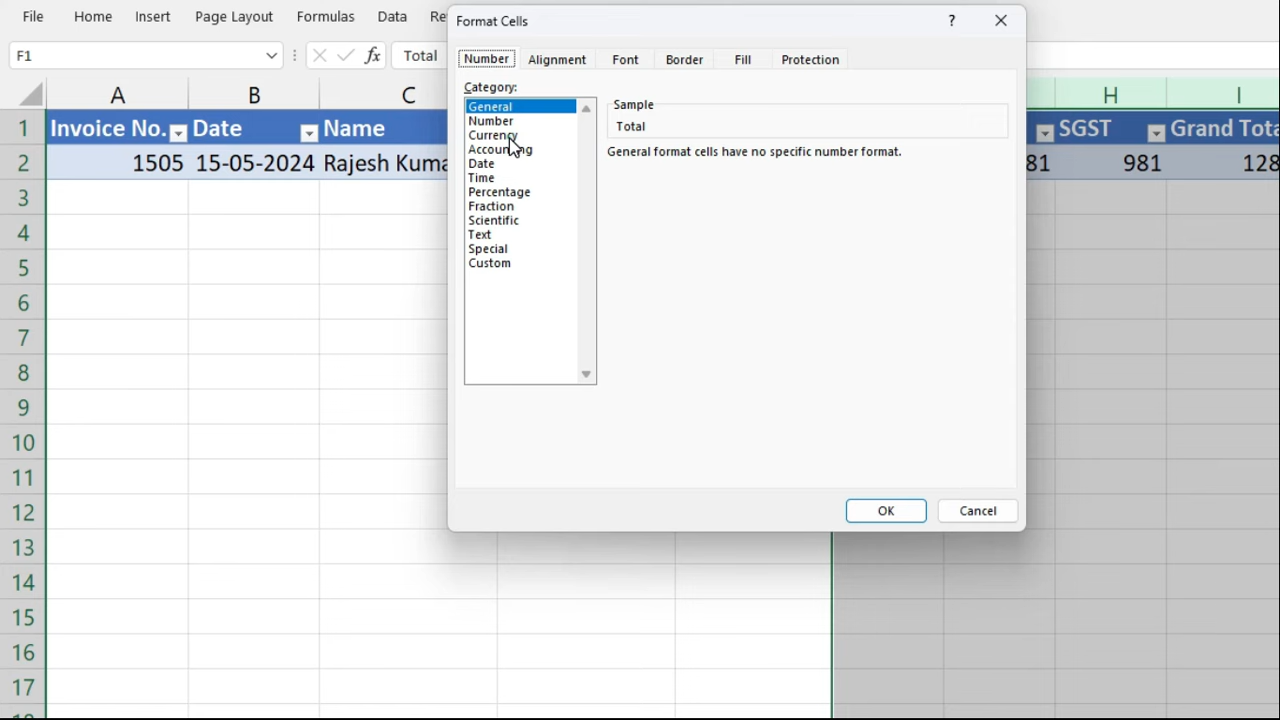 File Home Insert Page Layout Formulas Data Re
Format Cells ?
F1 fx Total
Number Alignment Font Border Fill Protection
Category:
General
Number
Currency
Accounting
Date
Time
Percentage
Fraction
Scientific
Text
Special
Custom
Sample
Total
General format cells have no specific number format.
OK Cancel
A B C H I
1 Invoice No. Date Name SGST Grand Tota
2 1505 15-05-2024 Rajesh Kuma 81 981 128
3
4
5
6
7
8
9
10
11
12
13
14
15
16
17